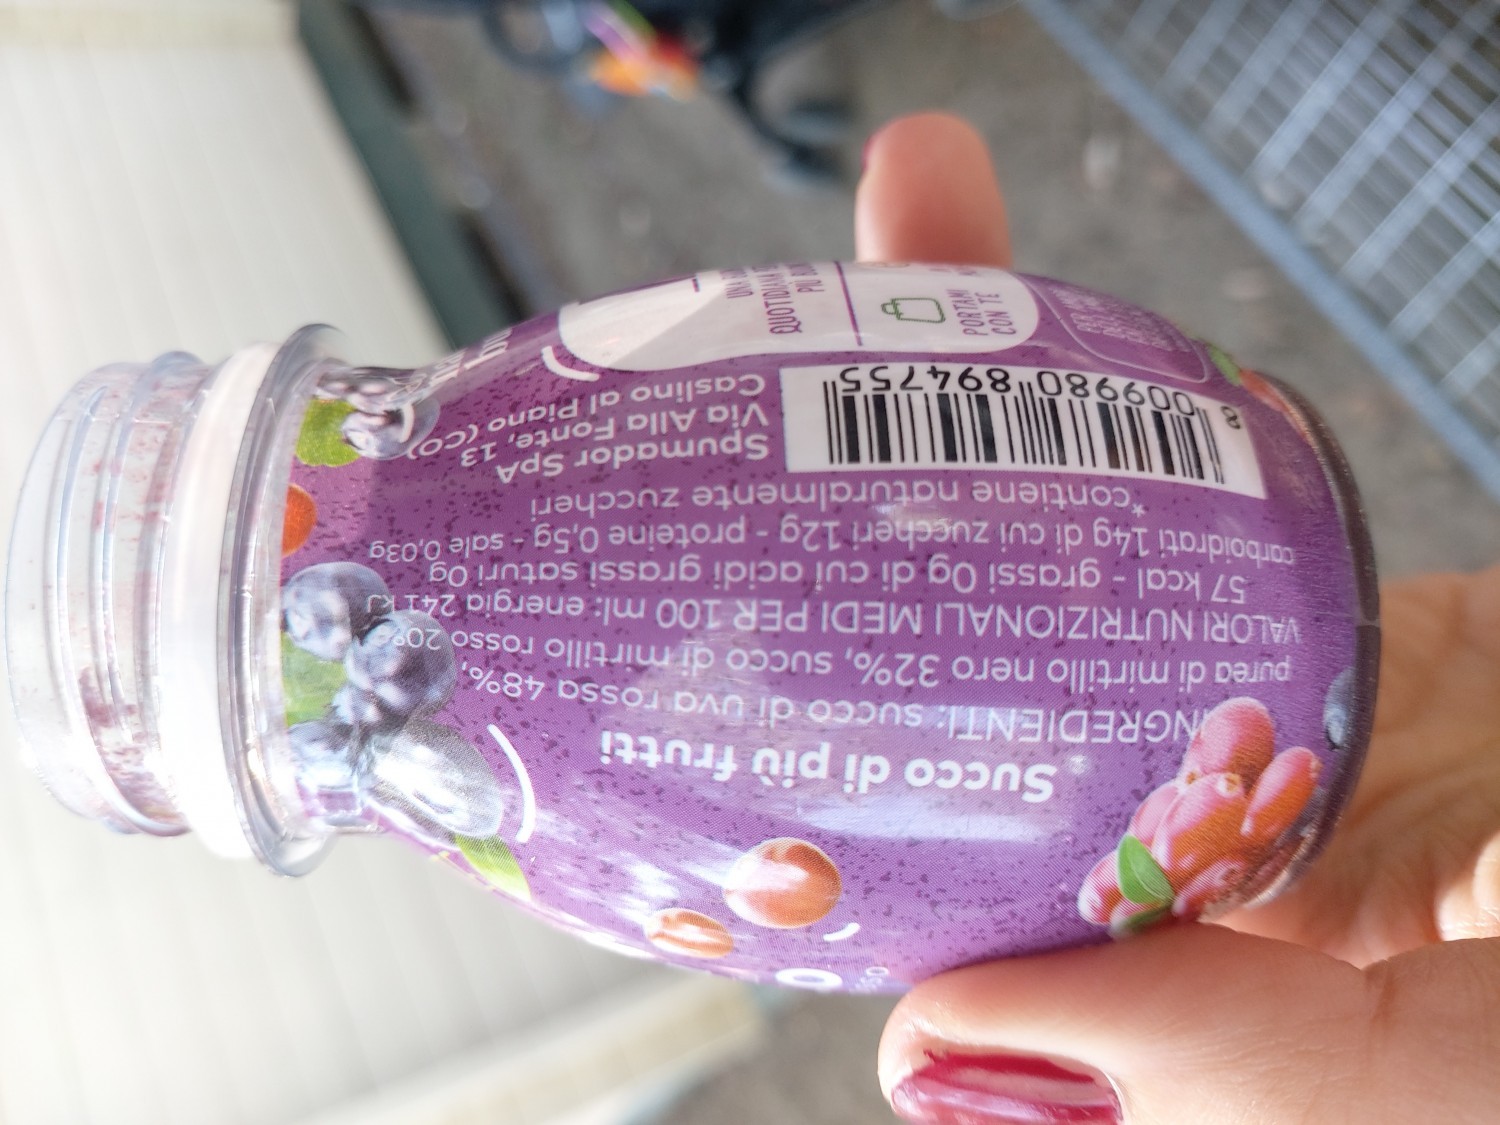 Succo di più frutti
INGREDIENTI: succo di uva rossa 48%,
purea di mirtillo nero 32%, succo di mirtillo rosso 20%
VALORI NUTRIZIONALI MEDI PER 100 ml: energia 241 kJ
57 kcal - grassi 0g di cui acidi grassi saturi 0g
carboidrati 14g di cui zuccheri 12g - proteine 0,5g - sale 0,03g
*contiene naturalmente zuccheri
Spumador SpA
Via Alla Fonte, 13
Caslino al Piano (CO)
8 009980 894755
UNA
QUOTIDIANA
PIÙ
PORTAMI
CON TE